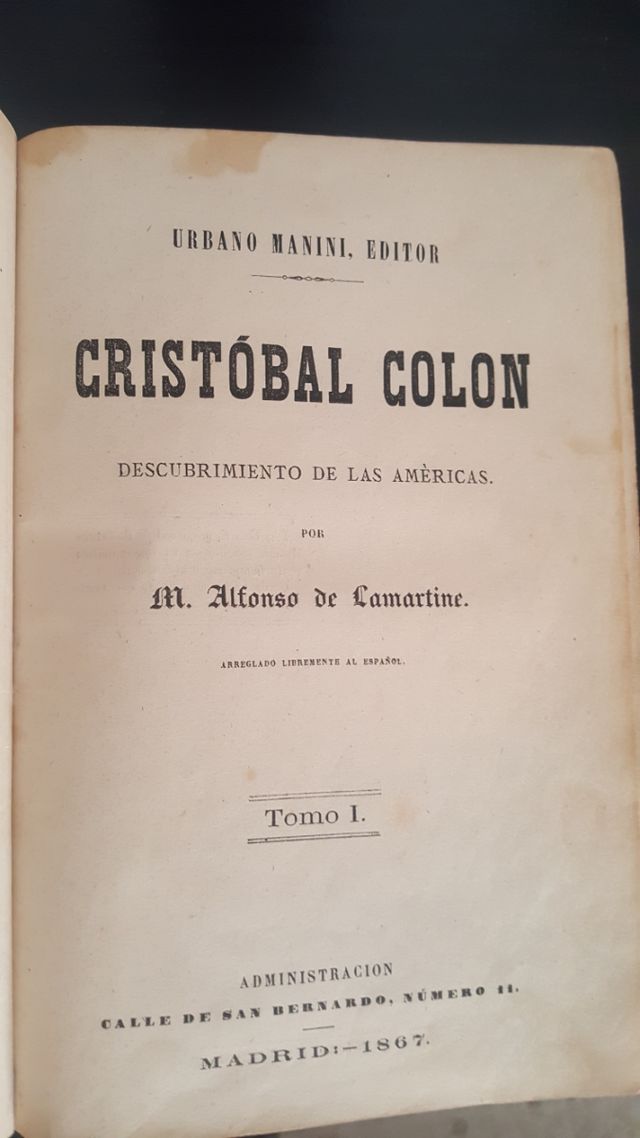 URBANO MANINI, EDITOR
CRISTÓBAL COLON
DESCUBRIMIENTO DE LAS AMÈRICAS.
POR
M. Alfonso de Lamartine.
ARREGLADO LIBREMENTE AL ESPAÑOL.
Tomo I.
ADMINISTRACION
CALLE DE SAN BERNARDO, NÚMERO 11.
MADRID:—1867.